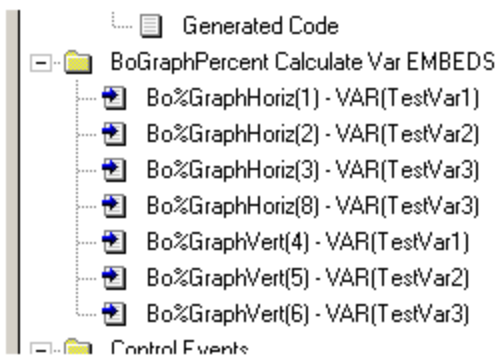 Generated Code
BoGraphPercent Calculate Var EMBEDS
Bo%GraphHoriz(1) - VAR(TestVar1)
Bo%GraphHoriz(2) - VAR(TestVar2)
Bo%GraphHoriz(3) - VAR(TestVar3)
Bo%GraphHoriz(8) - VAR(TestVar3)
Bo%GraphVert(4) - VAR(TestVar1)
Bo%GraphVert(5) - VAR(TestVar2)
Bo%GraphVert(6) - VAR(TestVar3)
Control Events